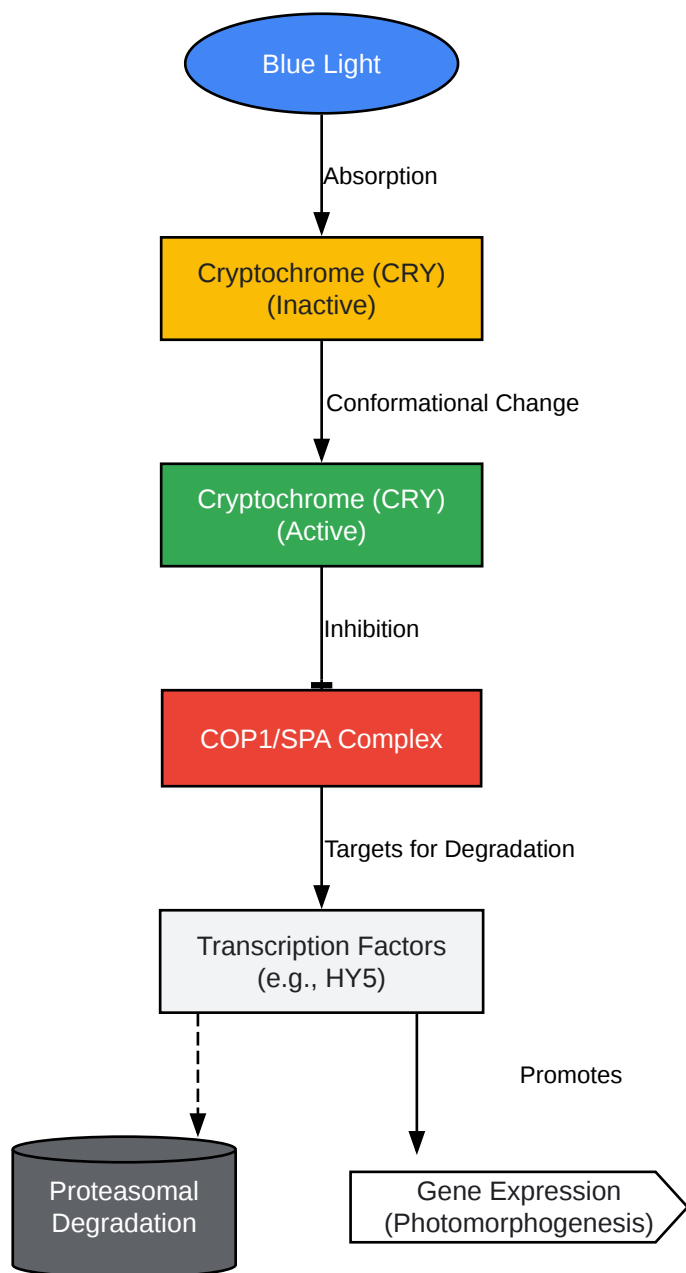 Blue Light
Absorption
Cryptochrome (CRY)
(Inactive)
Conformational Change
Cryptochrome (CRY)
(Active)
Inhibition
COP1/SPA Complex
Targets for Degradation
Transcription Factors
(e.g., HY5)
Promotes
Proteasomal
Degradation
Gene Expression
(Photomorphogenesis)